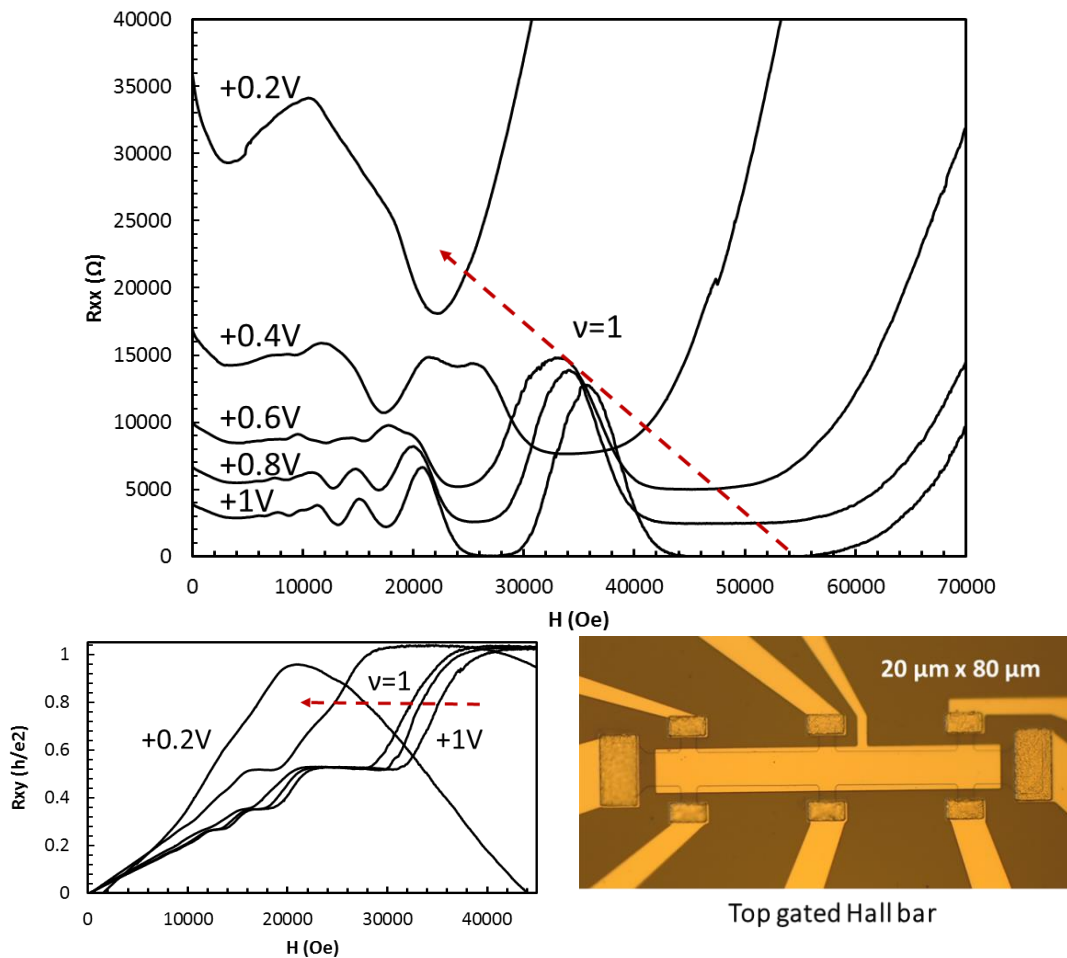 40000
35000
30000
25000
20000
15000
10000
5000
0
Rxx (Ω)
+0.2V
+0.4V
+0.6V
+0.8V
+1V
ν=1
0 10000 20000 30000 40000 50000 60000 70000
H (Oe)
1
0.8
0.6
0.4
0.2
0
Rxy (h/e2)
ν=1
+0.2V
+1V
0 10000 20000 30000 40000
H (Oe)
20 µm x 80 µm
Top gated Hall bar